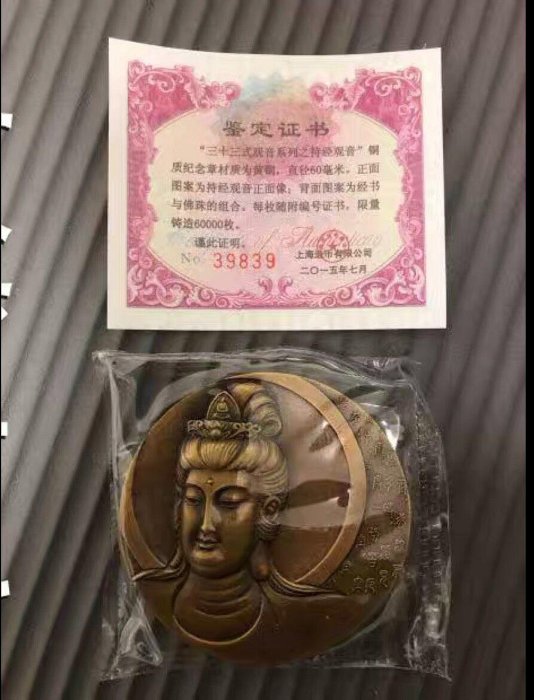 鉴定证书
"三十三式观音系列之持经观音"铜
质纪念章材质为黄铜，直径60毫米，正面
图案为持经观音正面像；背面图案为经书
与佛珠的组合。每枚随附编号证书，限量
铸造60000枚。
谨此证明。
No 39839
上海造币有限公司
二〇一五年七月